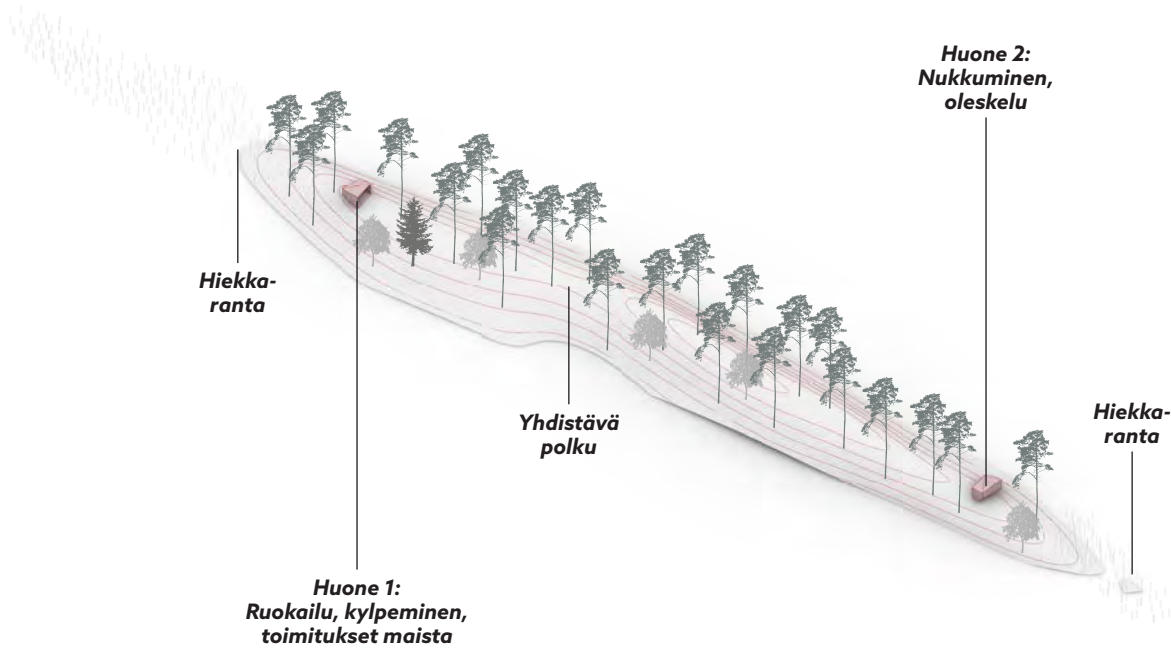 Huone 2:
Nukkuminen,
oleskelu
Hiekka-
ranta
Yhdistävä
polku
Hiekka-
ranta
Huone 1:
Ruokailu, kylpeminen,
toimitukset maista